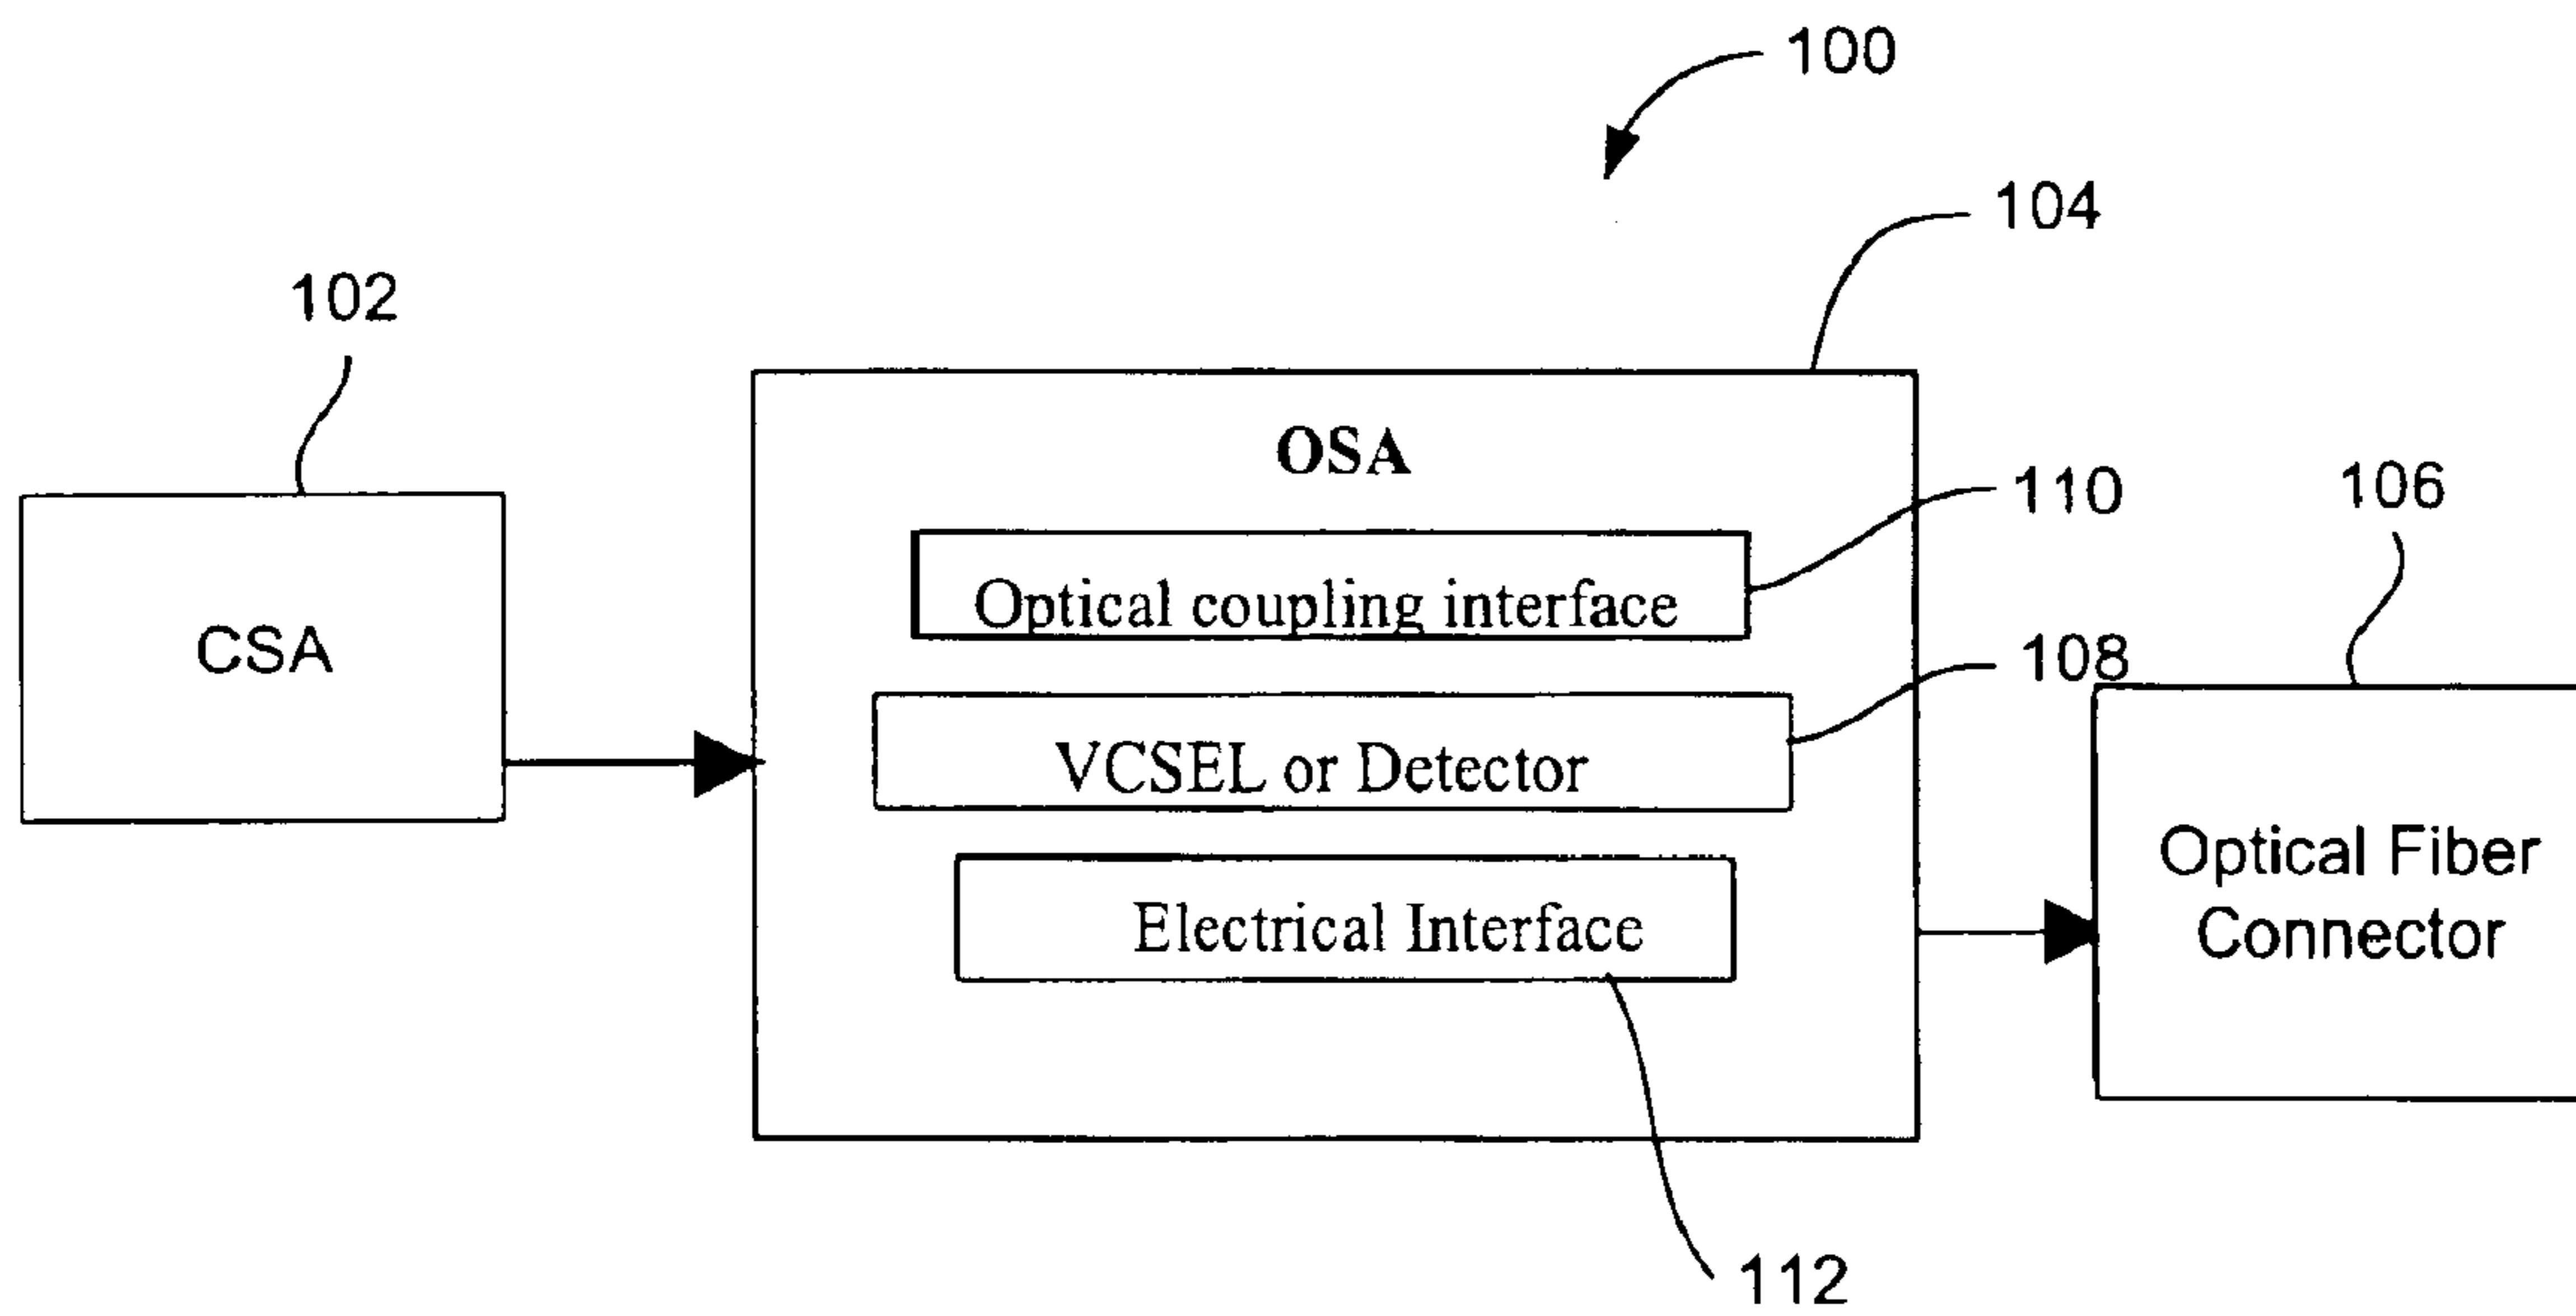 100
104
102
OSA
110
106
Optical coupling interface
CSA
108
VCSEL or Detector
Optical Fiber
Connector
Electrical Interface
112